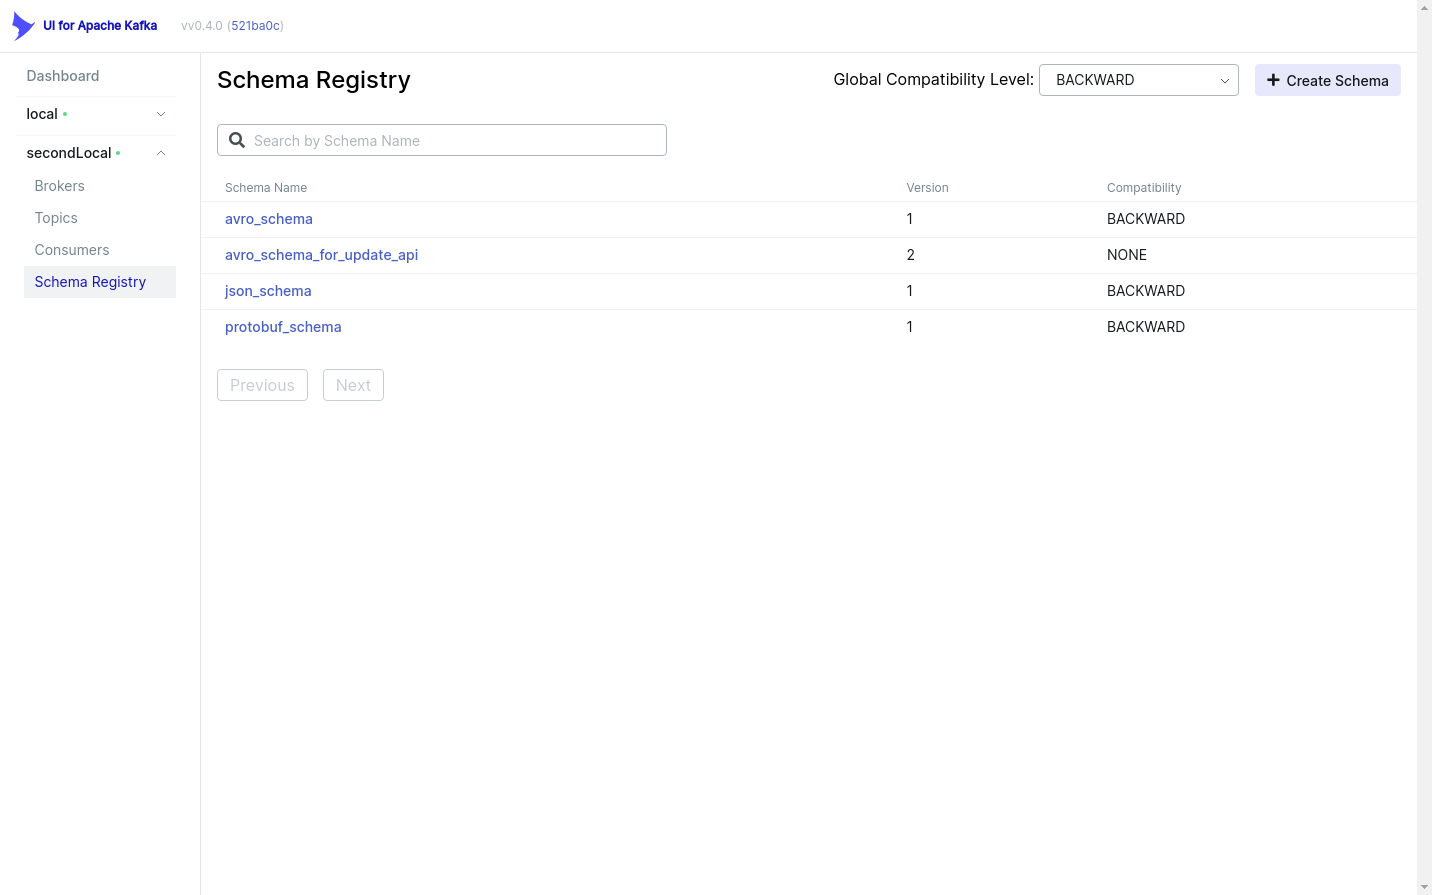 UI for Apache Kafka vv0.4.0 (521ba0c)
Dashboard
local
secondLocal
Brokers
Topics
Consumers
Schema Registry
Schema Registry
Global Compatibility Level: BACKWARD
Create Schema
Search by Schema Name
Schema Name Version Compatibility
avro_schema 1 BACKWARD
avro_schema_for_update_api 2 NONE
json_schema 1 BACKWARD
protobuf_schema 1 BACKWARD
Previous Next